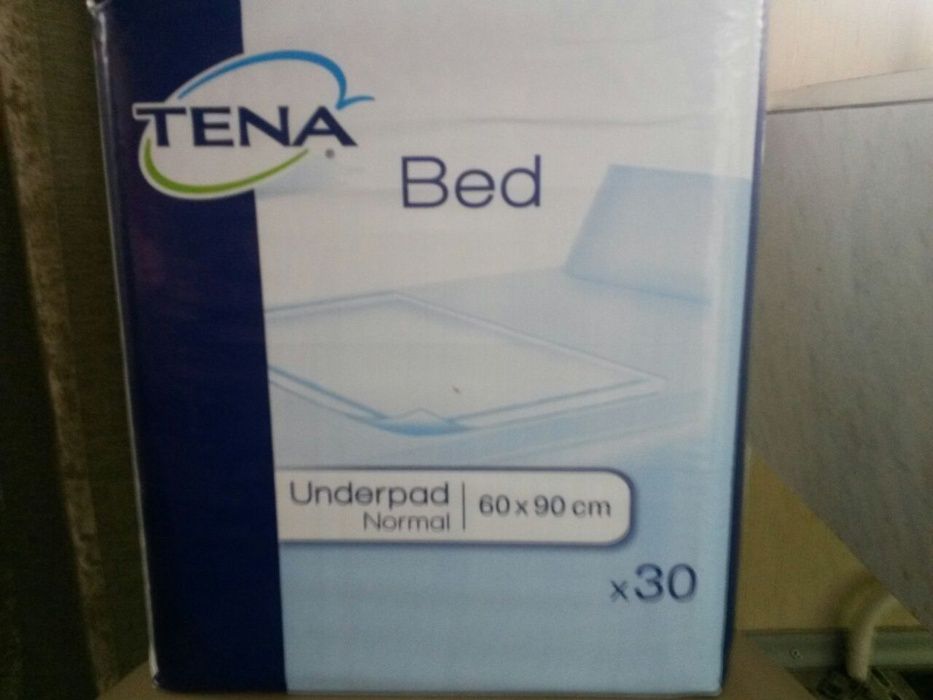 TENA
Bed
Underpad
Normal
60 x 90 cm
x30